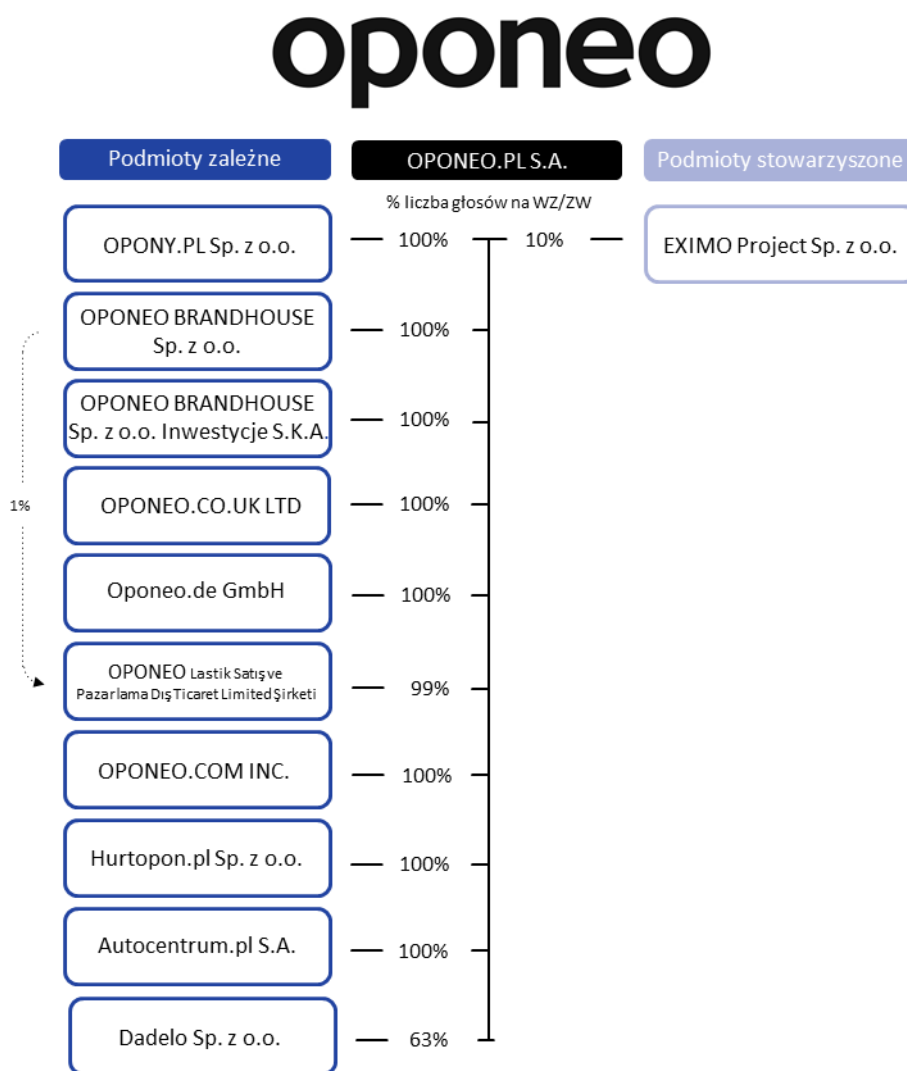 oponeo
Podmioty zależne
OPONEO.PL S.A.
Podmioty stowarzyszone
% liczba głosów na WZ/ZW
OPONY.PL Sp. z o.o.
100%
10%
EXIMO Project Sp. z o.o.
OPONEO BRANDHOUSE
Sp. z o.o.
100%
OPONEO BRANDHOUSE
Sp. z o.o. Inwestycje S.K.A.
100%
1%
OPONEO.CO.UK LTD
100%
Oponeo.de GmbH
100%
OPONEO Lastik Satış ve
Pazarlama Dış Ticaret Limited Şirketi
99%
OPONEO.COM INC.
100%
Hurtopon.pl Sp. z o.o.
100%
Autocentrum.pl S.A.
100%
Dadelo Sp. z o.o.
63%